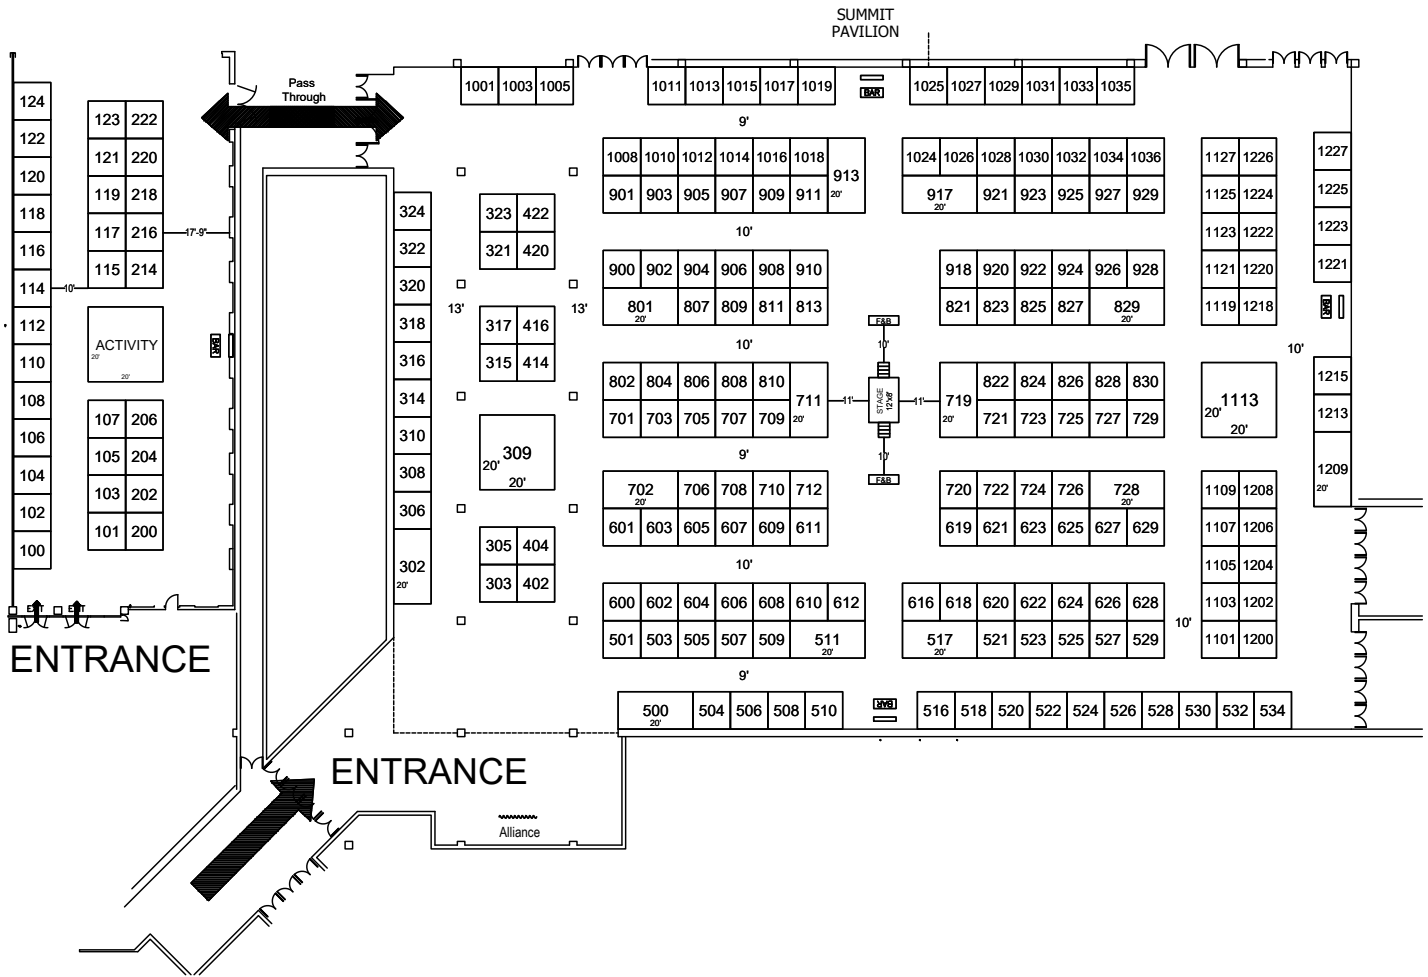 SUMMIT
PAVILION
Pass
Through
1001 1003 1005
1011 1013 1015 1017 1019
BAR
1025 1027 1029 1031 1033 1035
9'
124
122
120
118
116
114
112
110
108
106
104
102
100
10'
123 222
121 220
119 218
117 216
115 214
17'-9"
ACTIVITY
20'
20'
BAR
107 206
105 204
103 202
101 200
EXIT EXIT
ENTRANCE
324
322
320
318
316
314
310
308
306
302
20'
323 422
321 420
13' 13'
317 416
315 414
309
20'
20'
305 404
303 402
1008 1010 1012 1014 1016 1018
913
20'
901 903 905 907 909 911
10'
900 902 904 906 908 910
801
20'
807 809 811 813
10'
802 804 806 808 810
711
20'
701 703 705 707 709
9'
702
20'
706 708 710 712
601 603 605 607 609 611
10'
600 602 604 606 608 610 612
501 503 505 507 509
511
20'
9'
500
20'
504 506 508 510
F&B
10'
STAGE
12'x8'
11' 11'
10'
F&B
BAR
1024 1026 1028 1030 1032 1034 1036
917
20'
921 923 925 927 929
918 920 922 924 926 928
821 823 825 827
829
20'
719
20'
822 824 826 828 830
721 723 725 727 729
720 722 724 726
728
20'
619 621 623 625 627 629
616 618 620 622 624 626 628
517
20'
521 523 525 527 529
10'
516 518 520 522 524 526 528 530 532 534
1127 1226
1125 1224
1123 1222
1121 1220
1119 1218
10'
1113
20'
20'
1109 1208
1107 1206
1105 1204
1103 1202
1101 1200
1227
1225
1223
1221
BAR
1215
1213
1209
20'
ENTRANCE
Alliance